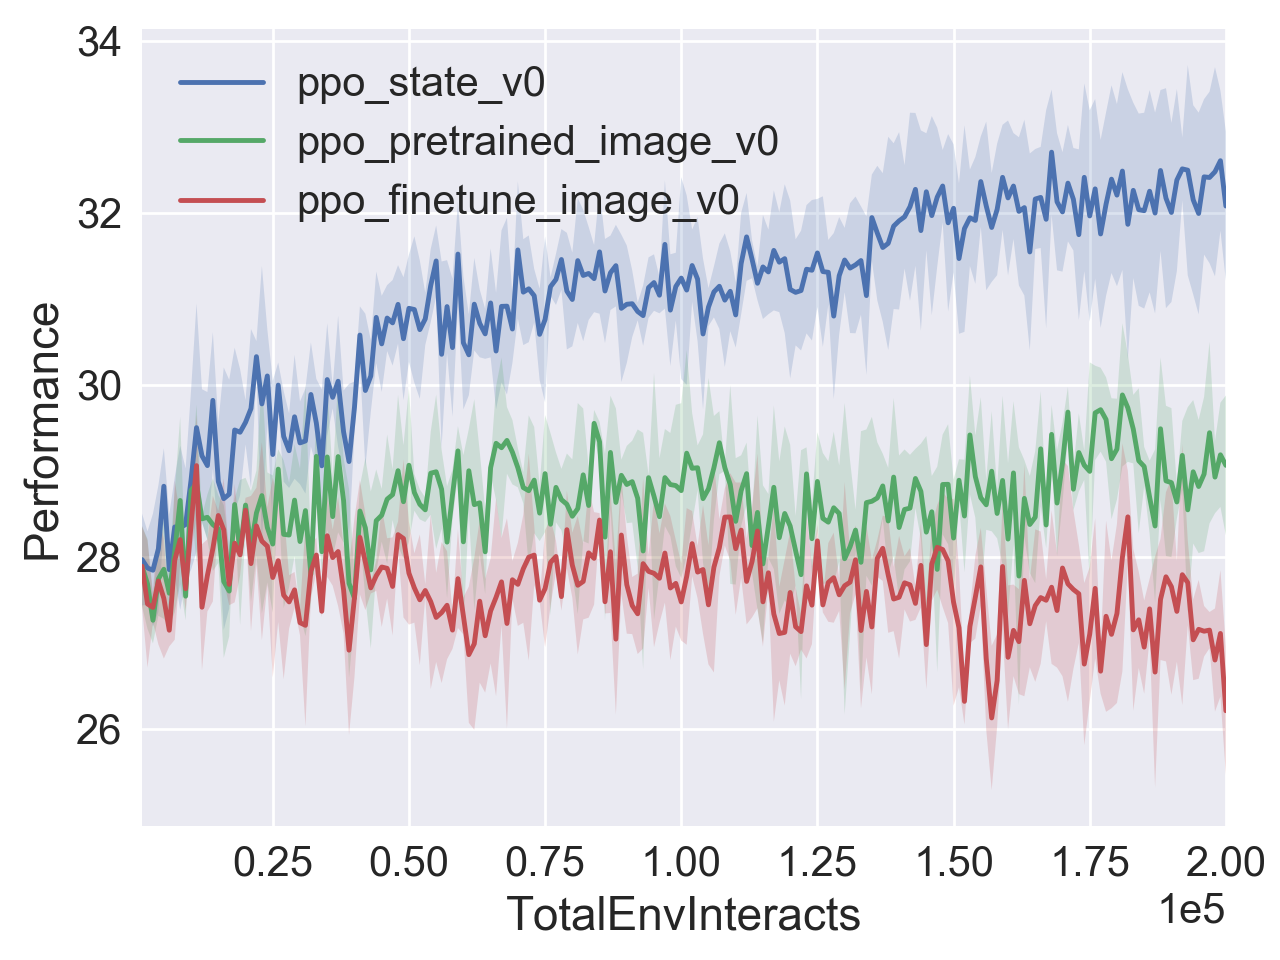 34
32
30
28
26
Performance
ppo_state_v0
ppo_pretrained_image_v0
ppo_finetune_image_v0
0.25 0.50 0.75 1.00 1.25 1.50 1.75 2.00
1e5
TotalEnvInteracts